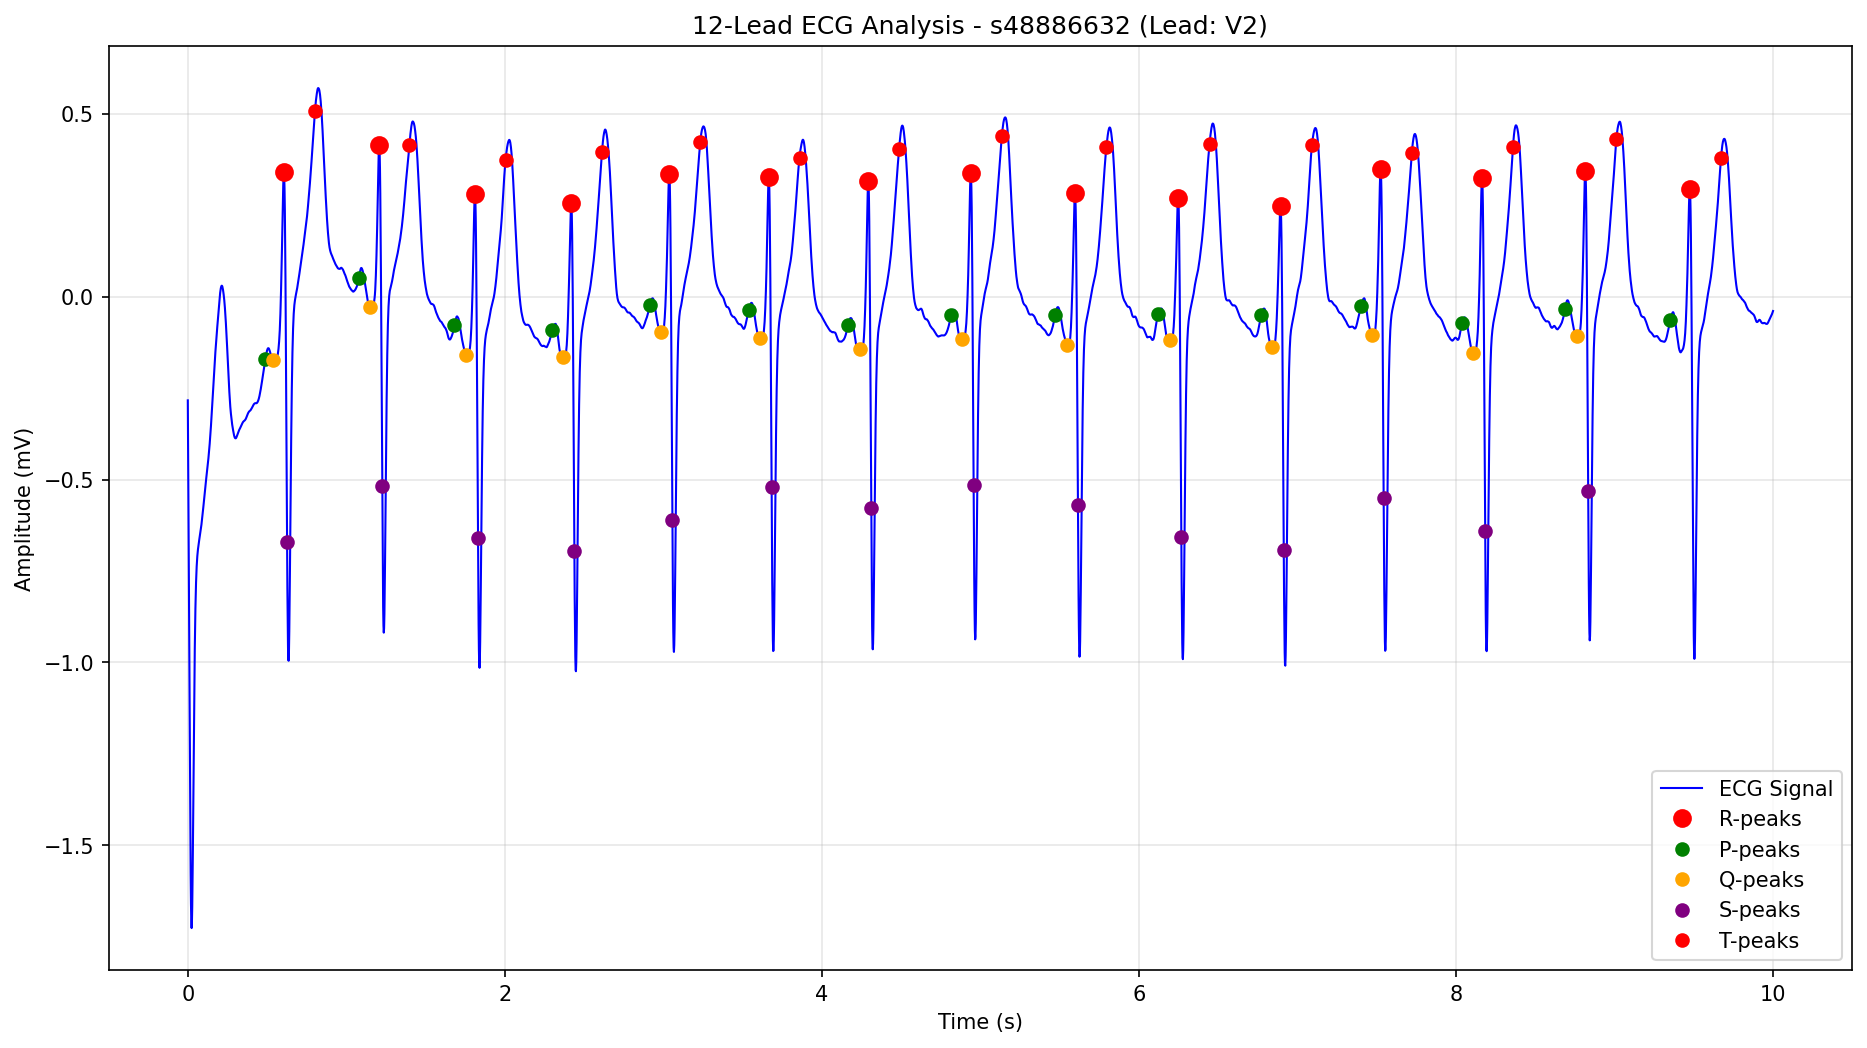 12-Lead ECG Analysis - s48886632 (Lead: V2)
Amplitude (mV)
0.5
0.0
−0.5
−1.0
−1.5
0 2 4 6 8 10
Time (s)
ECG Signal
R-peaks
P-peaks
Q-peaks
S-peaks
T-peaks